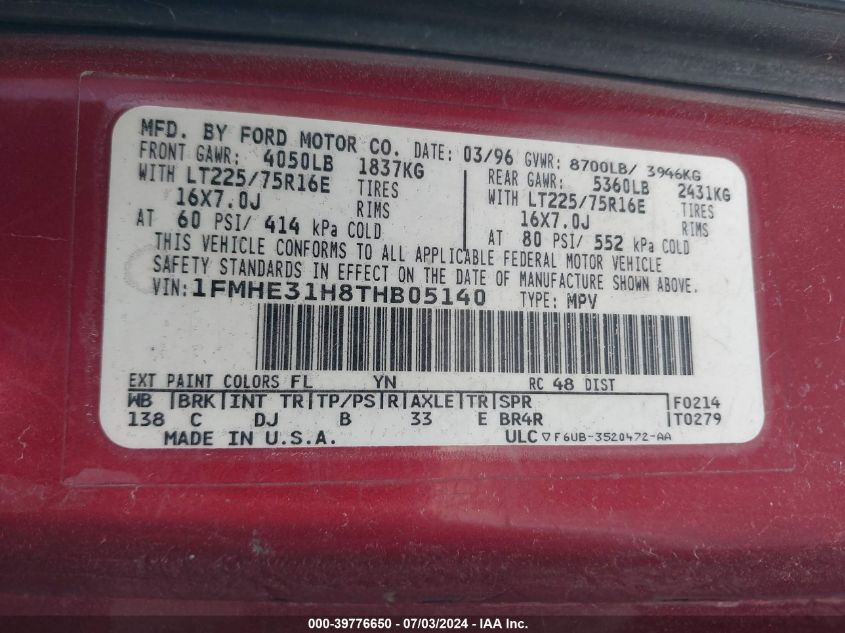 MFD. BY FORD MOTOR CO. DATE: 03/96 GVWR: 8700LB/ 3946KG
FRONT GAWR: 4050LB 1837KG REAR GAWR: 5360LB 2431KG
WITH LT225/75R16E TIRES WITH LT225/75R16E TIRES
16X7.0J RIMS 16X7.0J RIMS
AT 60 PSI/ 414 kPa COLD AT 80 PSI/ 552 kPa COLD
THIS VEHICLE CONFORMS TO ALL APPLICABLE FEDERAL MOTOR VEHICLE
SAFETY STANDARDS IN EFFECT ON THE DATE OF MANUFACTURE SHOWN ABOVE.
VIN: 1FMHE31H8THB05140 TYPE: MPV
EXT PAINT COLORS FL YN RC 48 DIST
WB |BRK|INT TR|TP/PS|R|AXLE|TR|SPR |F0214
138 C DJ B 33 E BR4R |T0279
MADE IN U.S.A. ULC ▽ F6UB-3520472-AA
000-39776650 / 07/03/2024 - IAA Inc.